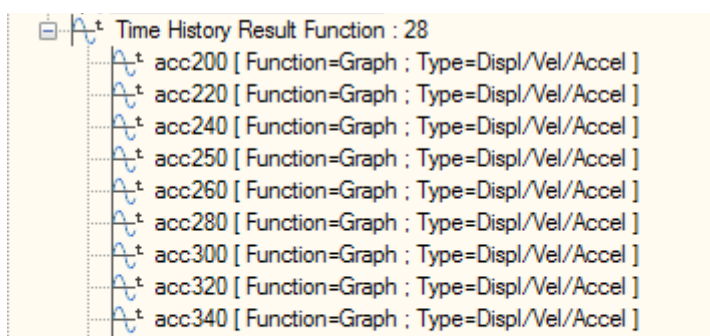 Time History Result Function : 28
acc200 [ Function=Graph ; Type=Displ/Vel/Accel ]
acc220 [ Function=Graph ; Type=Displ/Vel/Accel ]
acc240 [ Function=Graph ; Type=Displ/Vel/Accel ]
acc250 [ Function=Graph ; Type=Displ/Vel/Accel ]
acc260 [ Function=Graph ; Type=Displ/Vel/Accel ]
acc280 [ Function=Graph ; Type=Displ/Vel/Accel ]
acc300 [ Function=Graph ; Type=Displ/Vel/Accel ]
acc320 [ Function=Graph ; Type=Displ/Vel/Accel ]
acc340 [ Function=Graph ; Type=Displ/Vel/Accel ]